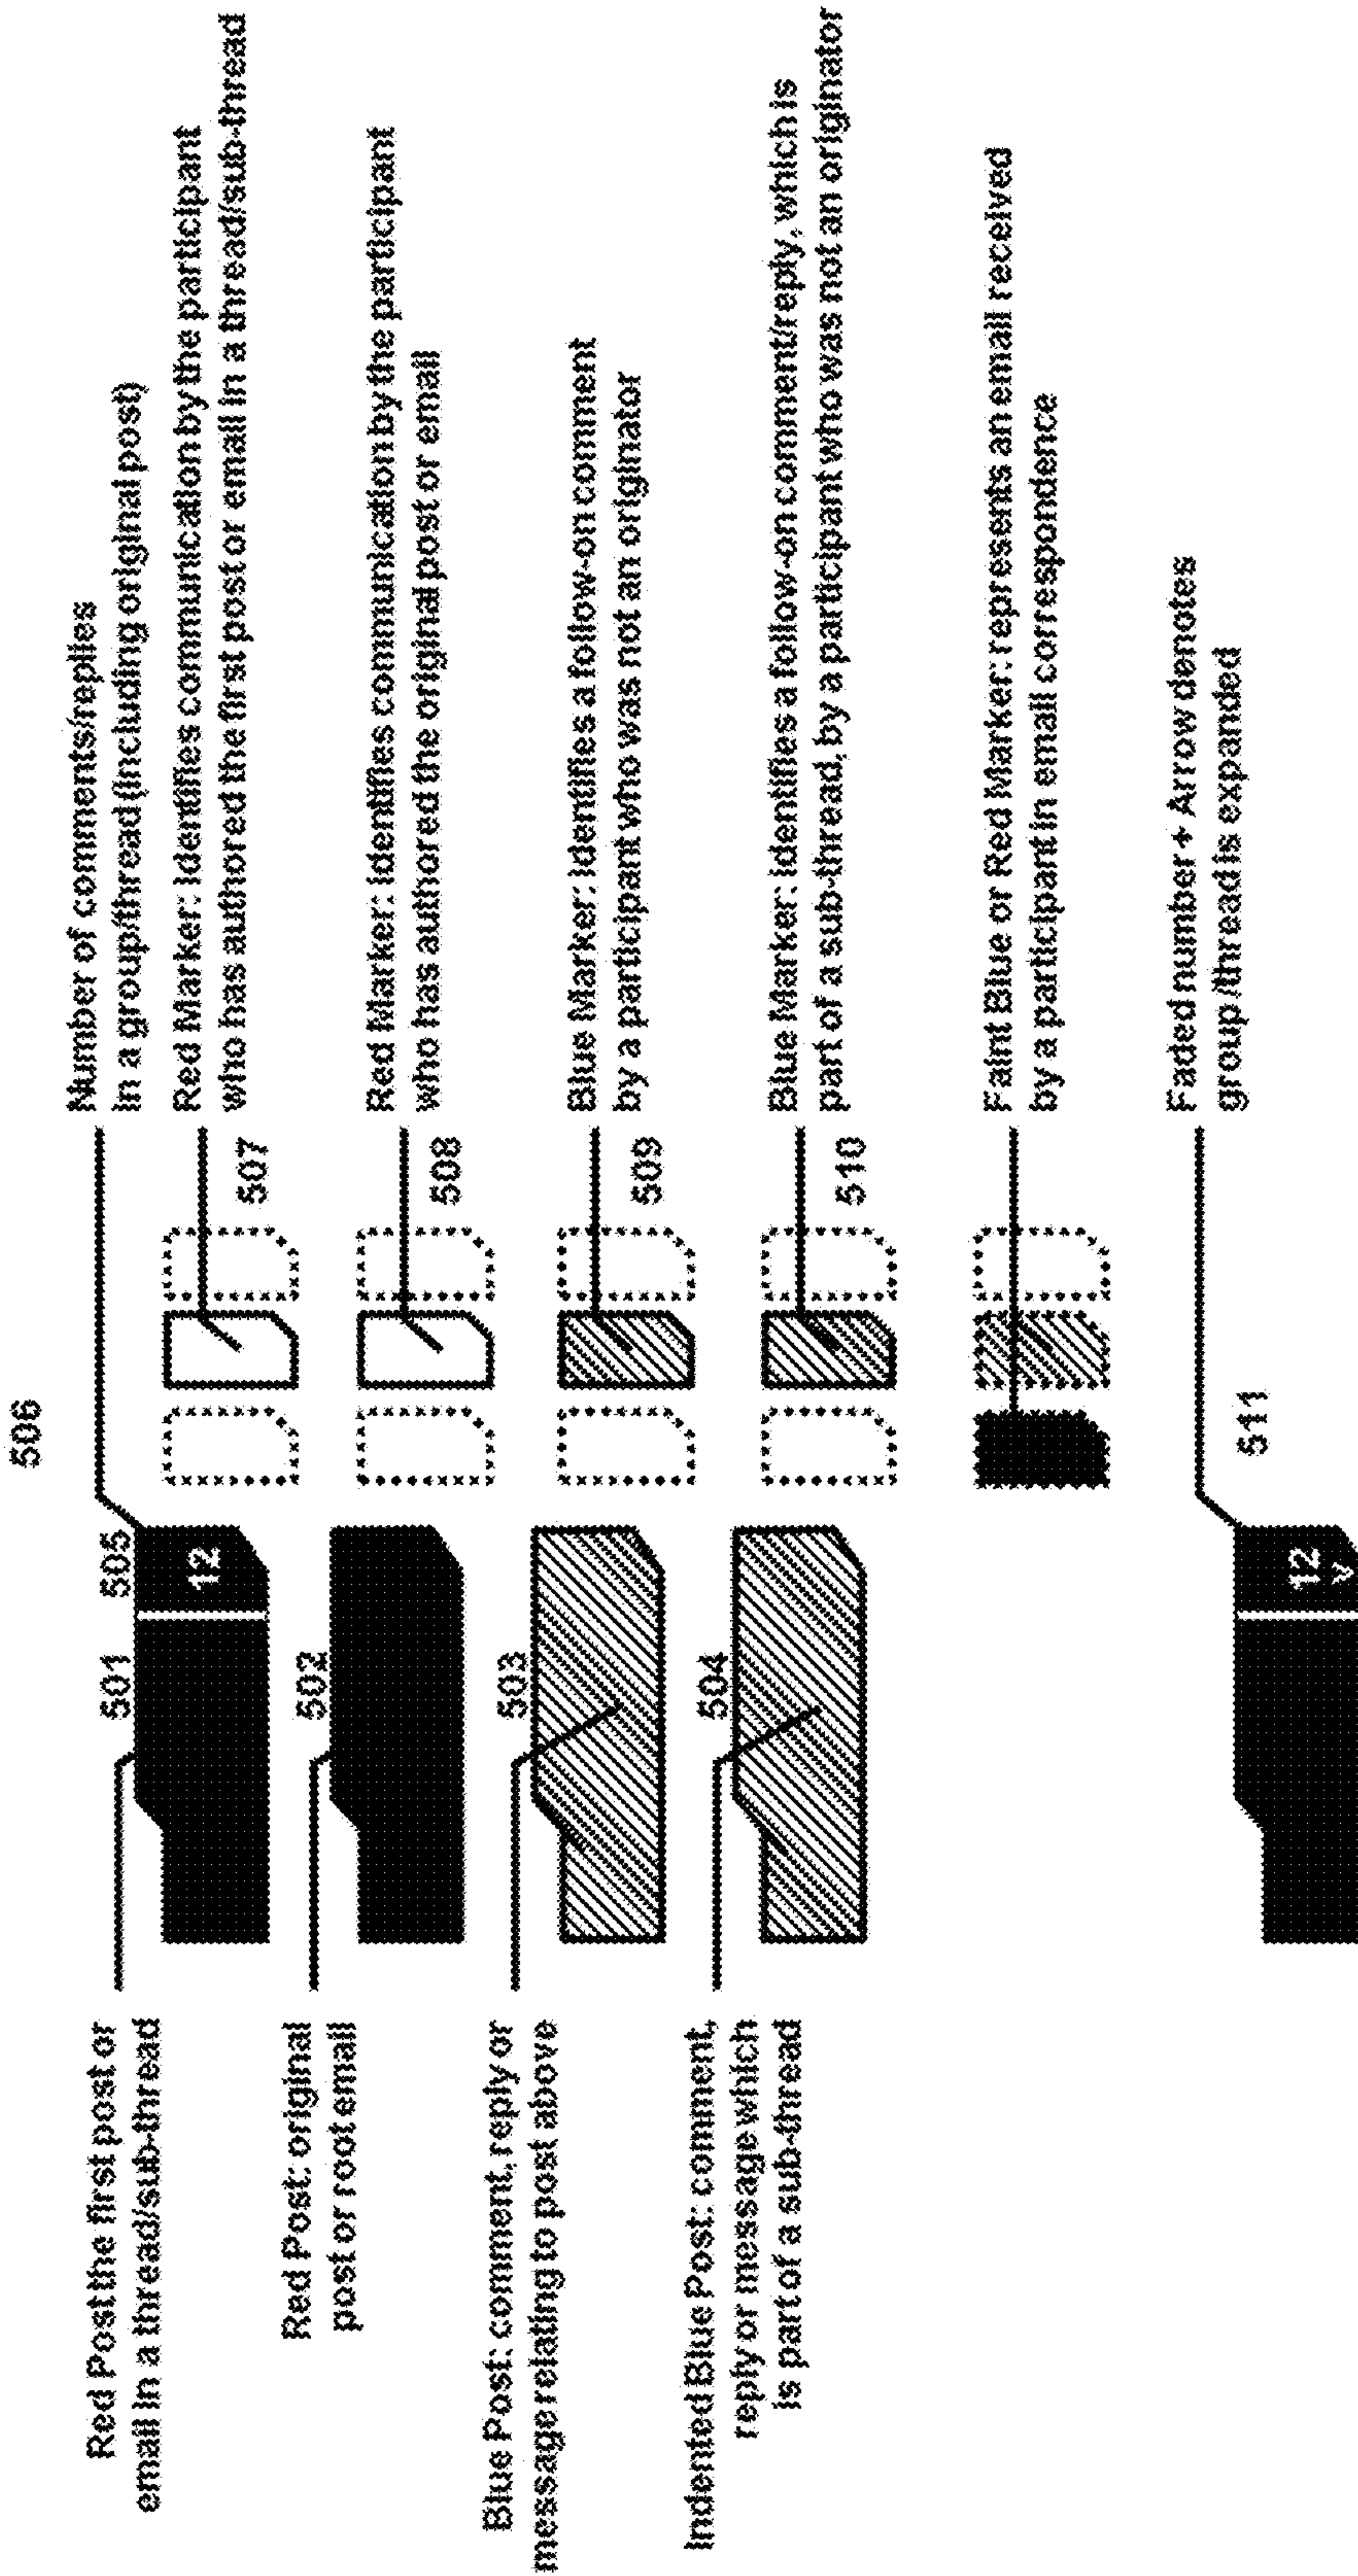 506
Red Post the first post or
email in a thread/sub-thread
501
505
12
Number of comments/replies
in a group/thread (including original post)
Red Marker: identifies communication by the participant
who has authored the first post or email in a thread/sub-thread
507
Red Post: original
post or root email
502
Red Marker: identifies communication by the participant
who has authored the original post or email
508
Blue Post: comment, reply or
message relating to post above
503
Blue Marker: identifies a follow-on comment
by a participant who was not an originator
509
Indented Blue Post: comment,
reply or message which
is part of a sub-thread
504
Blue Marker: identifies a follow-on comment/reply, which is
part of a sub-thread, by a participant who was not an originator
510
Faint Blue or Red Marker: represents an email received
by a participant in email correspondence
12
v
Faded number + Arrow denotes
group /thread is expanded
511